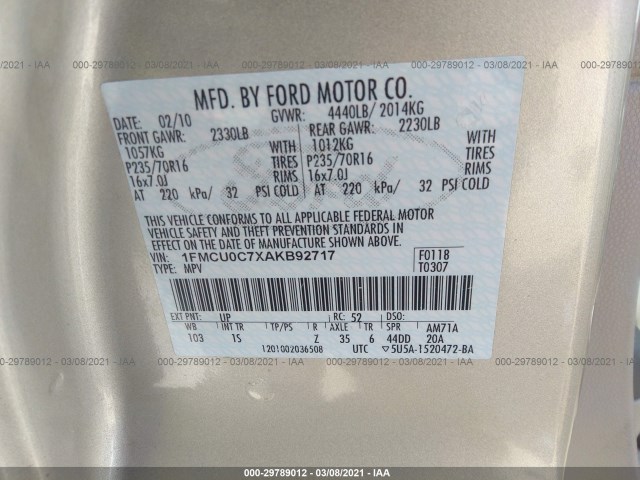 000-29789012 - 03/08/2021 - IAA 000-29789012 - 03/08/2021 - IAA 000-29789012 - 03/08/2021 - IAA
MFD. BY FORD MOTOR CO.
DATE: 02/10 GVWR: 4440LB/ 2014KG
FRONT GAWR: 2330LB REAR GAWR: 2230LB
1057KG WITH 1012KG WITH
P235/70R16 TIRES P235/70R16 TIRES
16x7.0J RIMS 16x7.0J RIMS
AT 220 kPa/ 32 PSI COLD AT 220 kPa/ 32 PSI COLD
THIS VEHICLE CONFORMS TO ALL APPLICABLE FEDERAL MOTOR
VEHICLE SAFETY AND THEFT PREVENTION STANDARDS IN
EFFECT ON THE DATE OF MANUFACTURE SHOWN ABOVE.
VIN: 1FMCU0C7XAKB92717 F0118
TYPE: MPV T0307
EXT PNT: UP RC: 52 DSO:
WB INT TR TP/PS R AXLE TR SPR AM71A
103 1S Z 35 6 44DD 20A
1201002036508 UTC ▽5U5A-1520472-BA
000-29789012 - 03/08/2021 - IAA
000-29789012 - 03/08/2021 - IAA